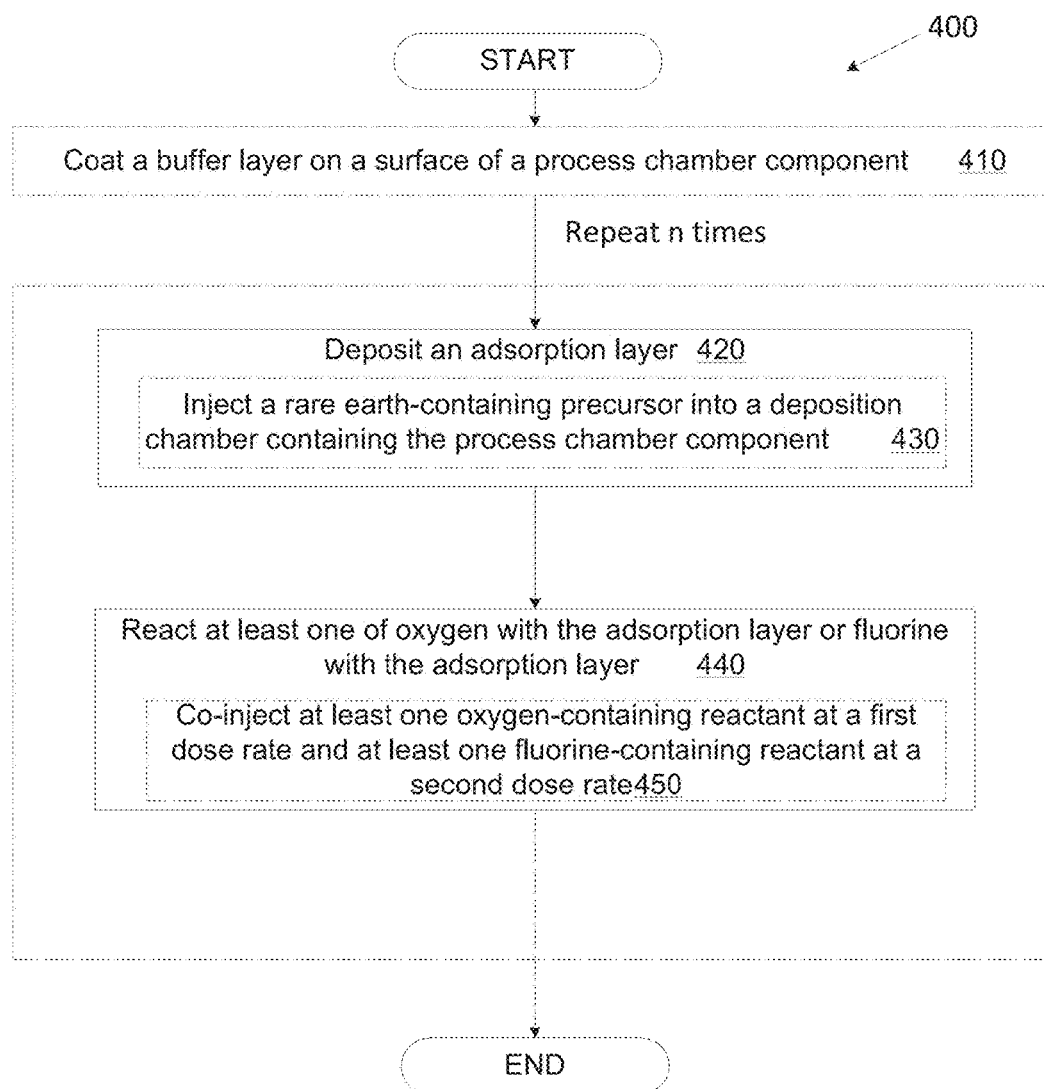 400
START
Coat a buffer layer on a surface of a process chamber component 410
Repeat n times
Deposit an adsorption layer 420
Inject a rare earth-containing precursor into a deposition
chamber containing the process chamber component 430
React at least one of oxygen with the adsorption layer or fluorine
with the adsorption layer 440
Co-inject at least one oxygen-containing reactant at a first
dose rate and at least one fluorine-containing reactant at a
second dose rate450
END